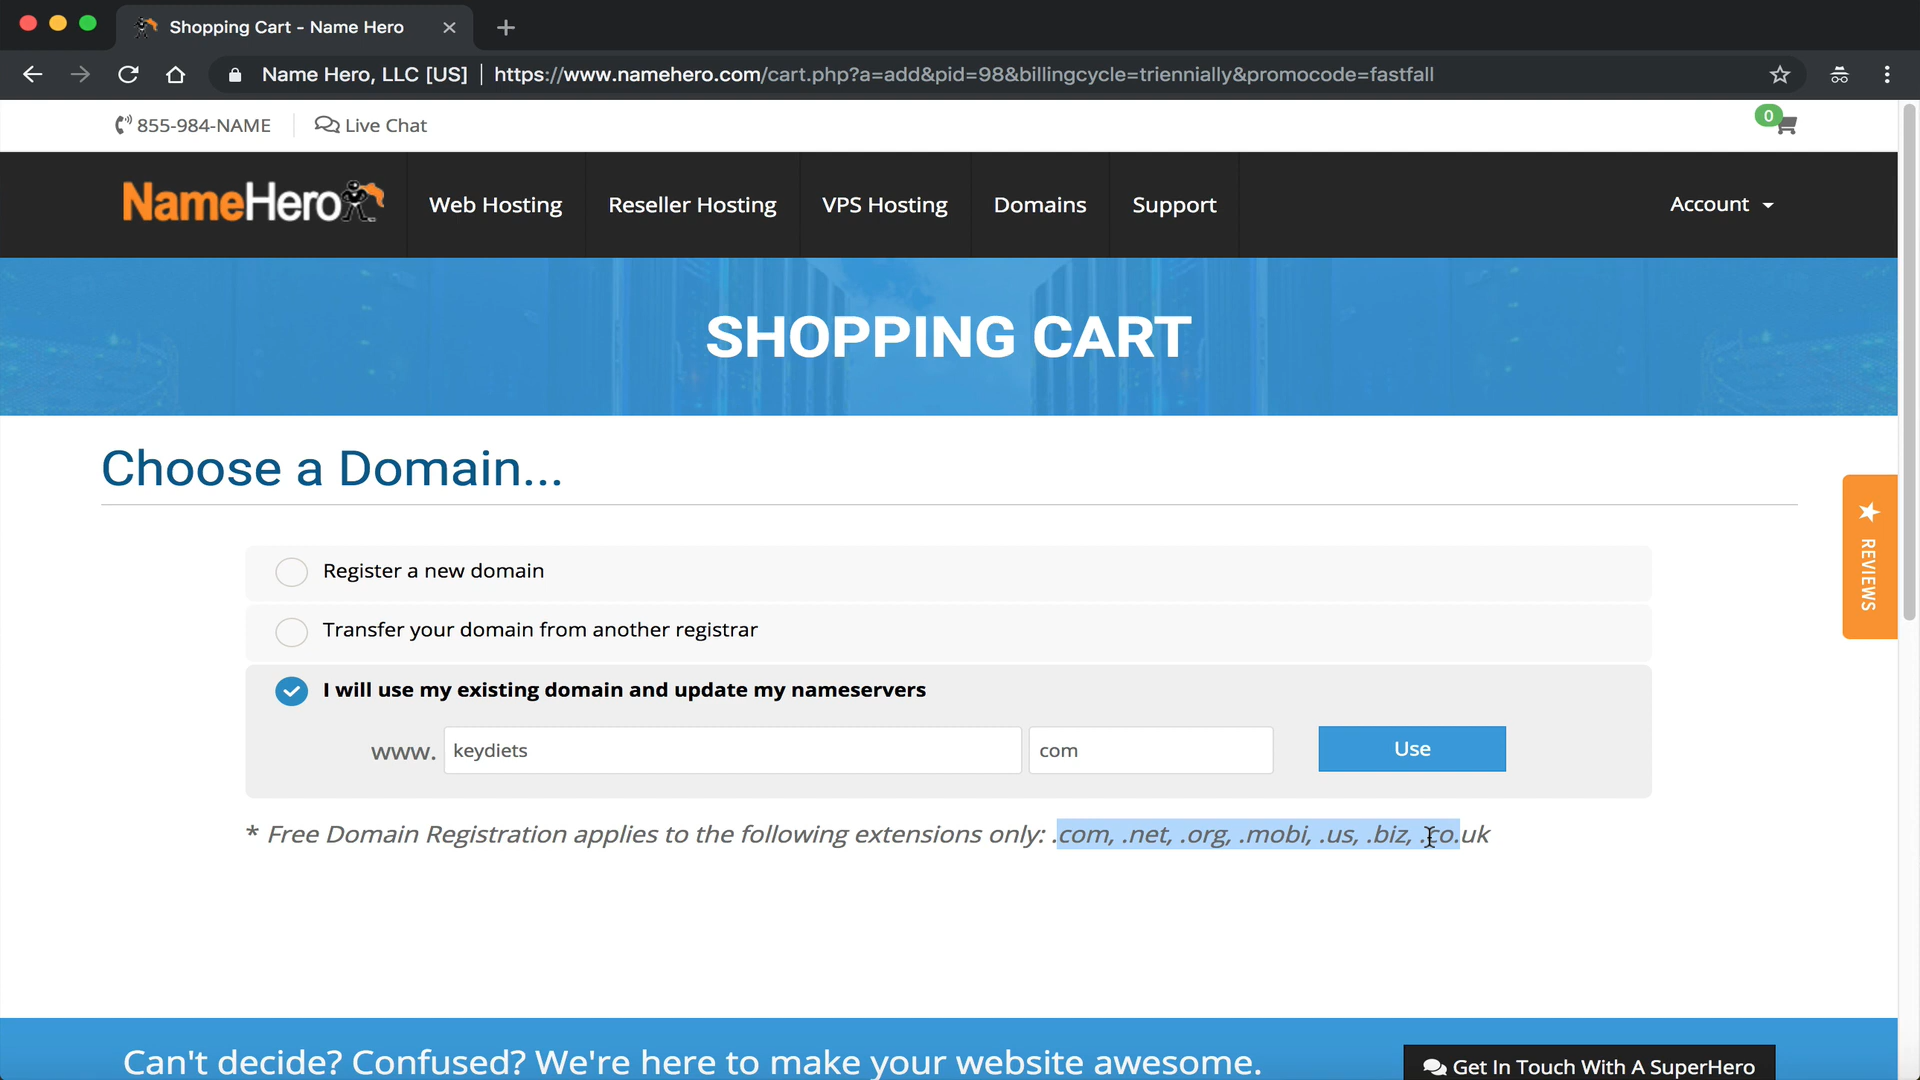 Shopping Cart - Name Hero
Name Hero, LLC [US] https://www.namehero.com/cart.php?a=add&pid=98&billingcycle=triennially&promocode=fastfall
855-984-NAME Live Chat 0
NameHero Web Hosting Reseller Hosting VPS Hosting Domains Support Account
SHOPPING CART
Choose a Domain...
REVIEWS
Register a new domain
Transfer your domain from another registrar
I will use my existing domain and update my nameservers
www. keydiets com Use
* Free Domain Registration applies to the following extensions only: .com, .net, .org, .mobi, .us, .biz, .co.uk
Can't decide? Confused? We're here to make your website awesome.
Get In Touch With A SuperHero